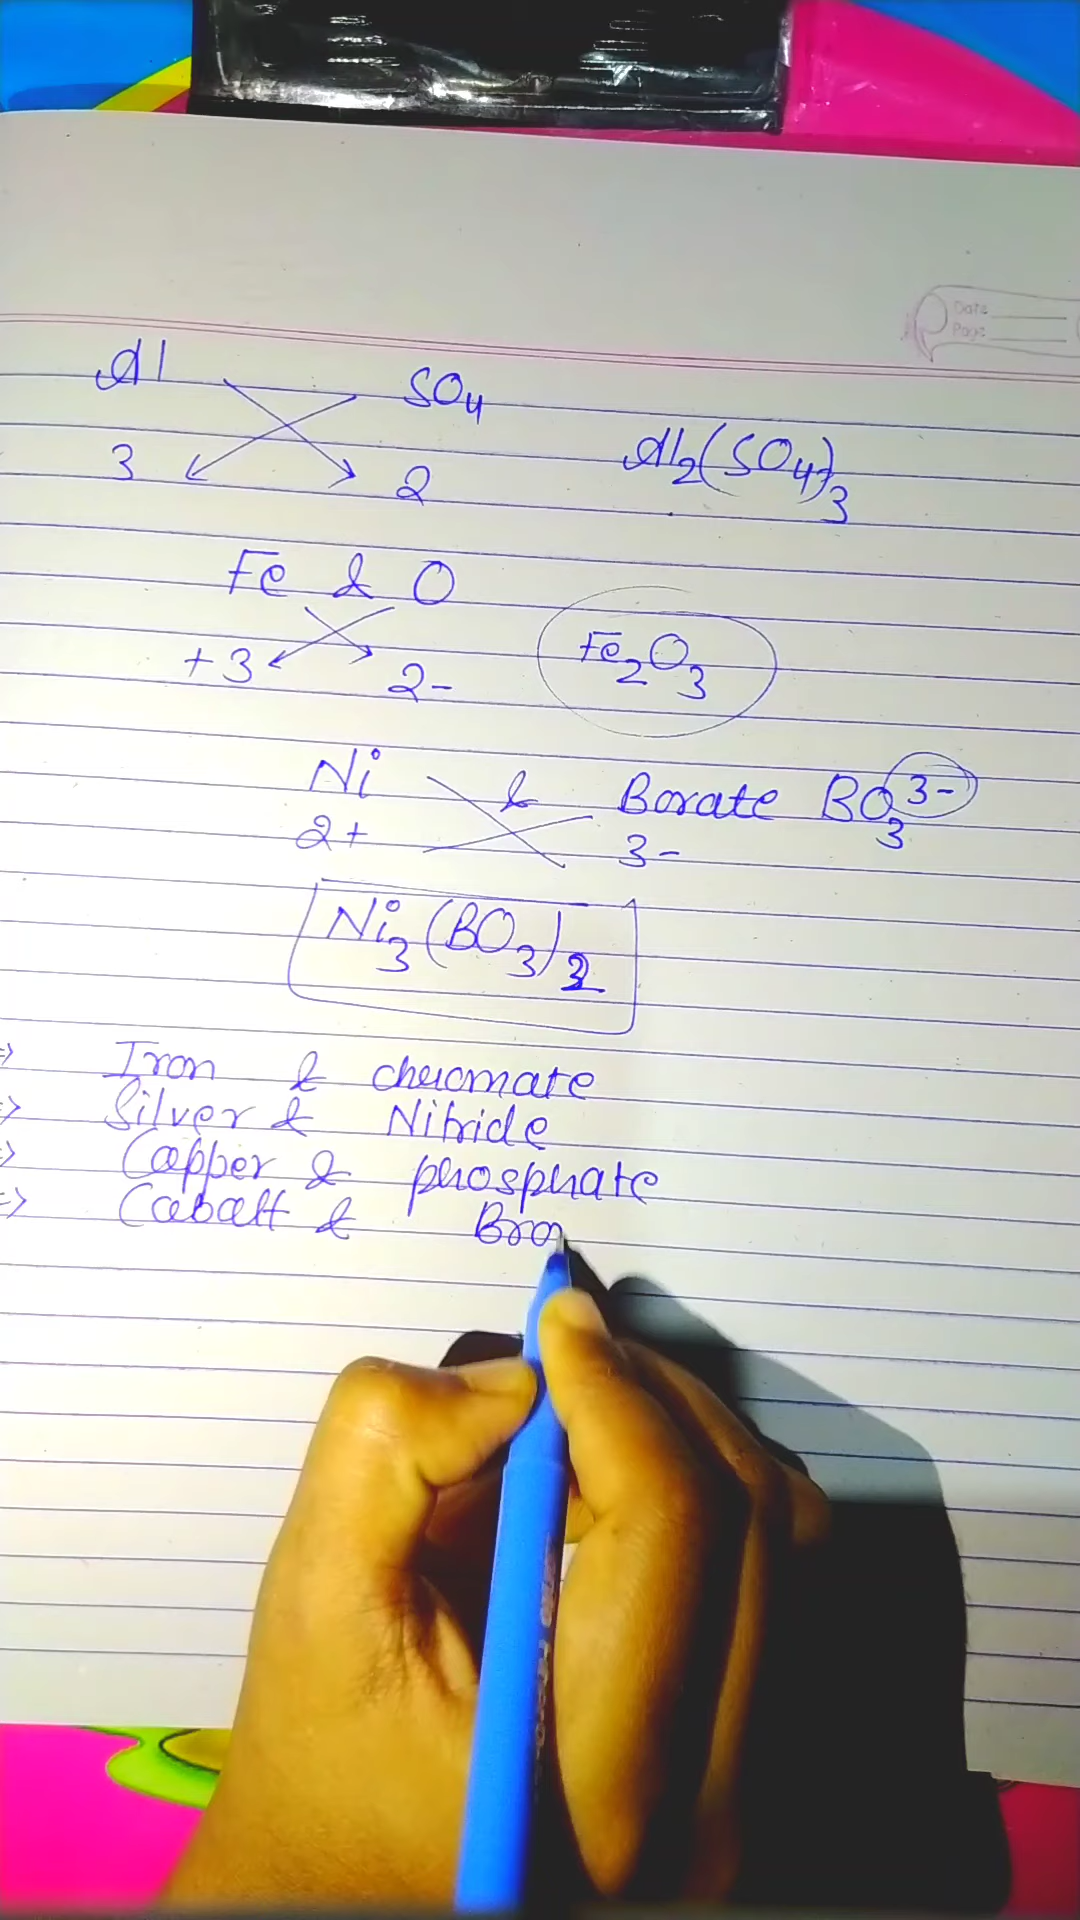 Date
Page
Al SO4
3 2 Al2(SO4)3
Fe & O
+3 2- Fe2O3
Ni & Borate BO3 3-
2+ 3-
Ni3(BO3)2
=> Iron & chromate
=> Silver & Nitride
=> Copper & phosphate
=> Cobalt & Bro